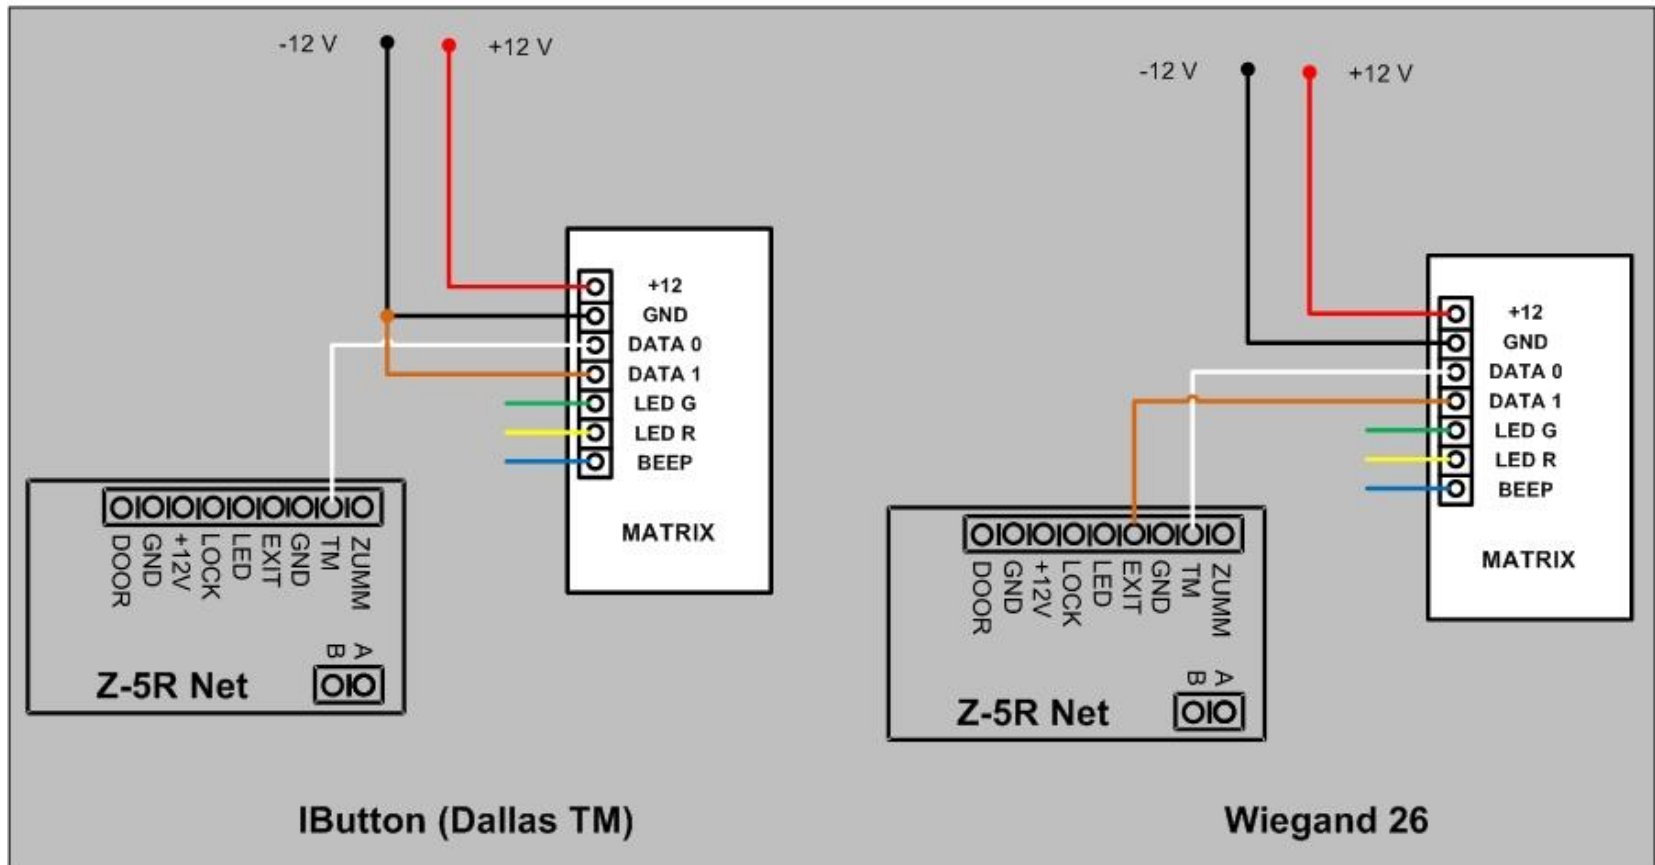 -12 V
+12 V
+12
GND
DATA 0
DATA 1
LED G
LED R
BEEP
MATRIX
DOOR
GND
+12V
LOCK
LED
EXIT
GND
TM
ZUMM
B
A
Z-5R Net
IButton (Dallas TM)
-12 V
+12 V
+12
GND
DATA 0
DATA 1
LED G
LED R
BEEP
MATRIX
DOOR
GND
+12V
LOCK
LED
EXIT
GND
TM
ZUMM
B
A
Z-5R Net
Wiegand 26